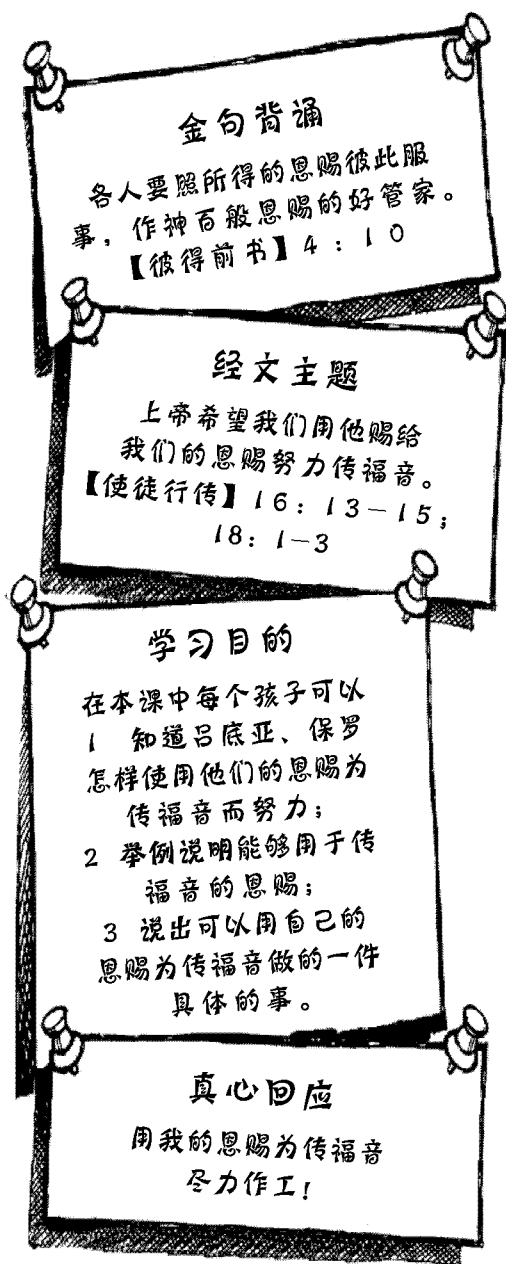 金句背诵
各人要照所得的恩赐彼此服
事，作神百般恩赐的好管家。
【彼得前书】4：10
经文主题
上帝希望我们用他赐给
我们的恩赐努力传福音。
【使徒行传】16：13－15；
18：1－3
学习目的
在本课中每个孩子可以
1 知道吕底亚、保罗
怎样使用他们的恩赐为
传福音而努力；
2 举例说明能够用于传
福音的恩赐；
3 说出可以用自己的
恩赐为传福音做的一件
具体的事。
真心回应
用我的恩赐为传福音
尽力作工！